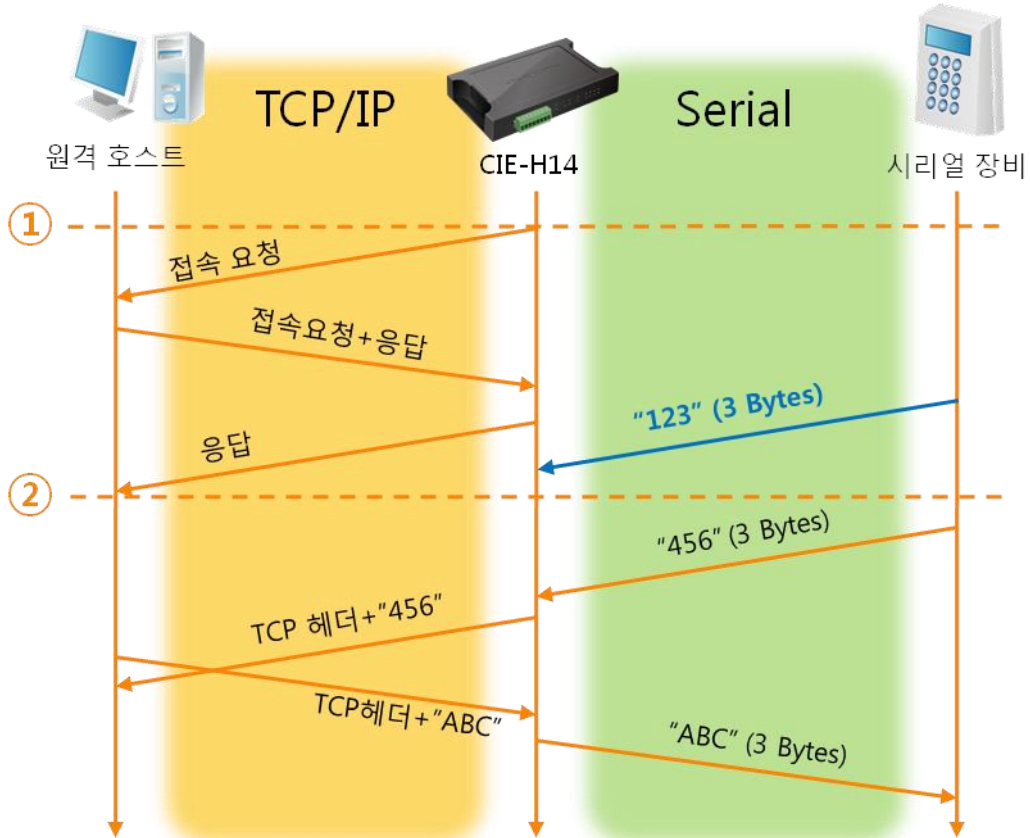 TCP/IP
Serial
원격 호스트
CIE-H14
시리얼 장비
①
접속 요청
접속요청+응답
"123" (3 Bytes)
응답
②
"456" (3 Bytes)
TCP 헤더+"456"
TCP헤더+"ABC"
"ABC" (3 Bytes)